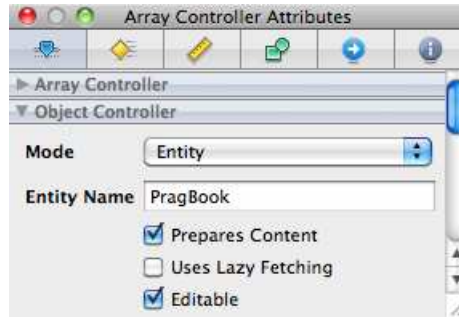 Array Controller Attributes
Array Controller
Object Controller
Mode Entity
Entity Name PragBook
Prepares Content
Uses Lazy Fetching
Editable